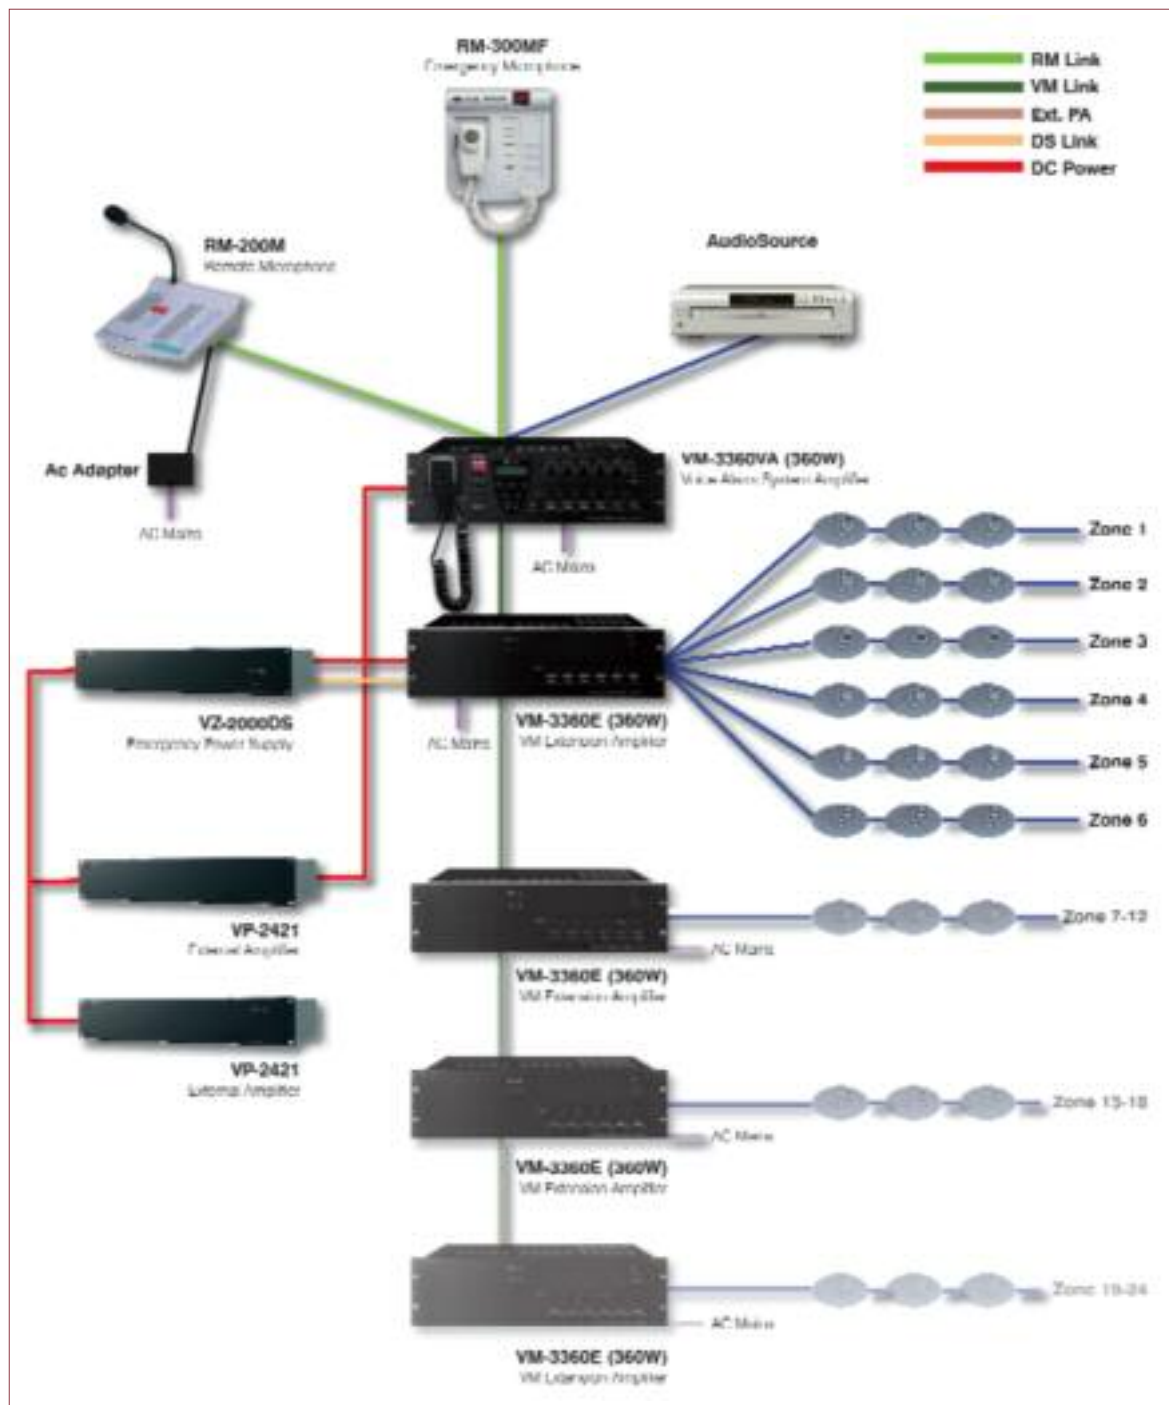 RM-300MF
Emergency Microphone
RM Link
VM Link
Ext. PA
DS Link
DC Power
RM-200M
Remote Microphone
AudioSource
Ac Adapter
AC Mains
VM-3360VA (360W)
Voice Alarm System Amplifier
AC Mains
Zone 1
Zone 2
Zone 3
Zone 4
Zone 5
Zone 6
VZ-2000DS
Emergency Power Supply
AC Mains
VM-3360E (360W)
VM Extension Amplifier
VP-2421
External Amplifier
Zone 7-12
AC Mains
VM-3360E (360W)
VM Extension Amplifier
VP-2421
External Amplifier
Zone 13-18
AC Mains
VM-3360E (360W)
VM Extension Amplifier
Zone 19-24
AC Mains
VM-3360E (360W)
VM Extension Amplifier